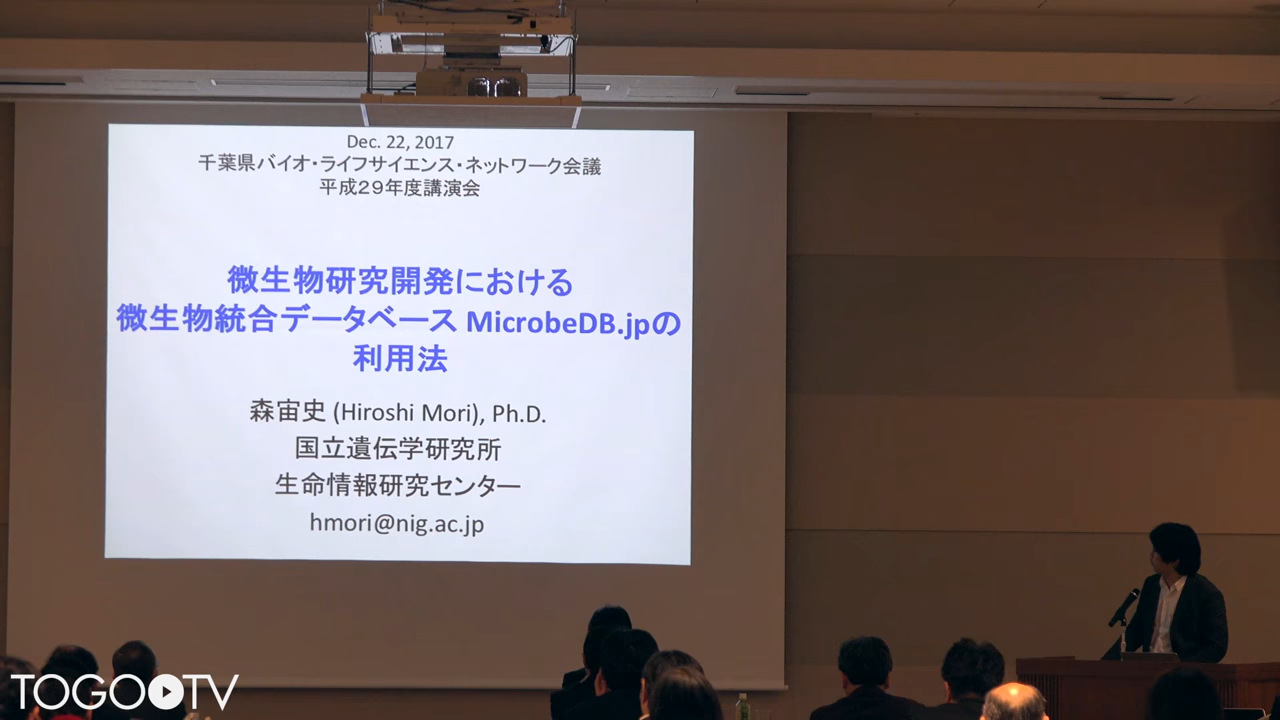 Dec. 22, 2017
千葉県バイオ・ライフサイエンス・ネットワーク会議
平成29年度講演会
微生物研究開発における
微生物統合データベース MicrobeDB.jpの
利用法
森宙史 (Hiroshi Mori), Ph.D.
国立遺伝学研究所
生命情報研究センター
hmori@nig.ac.jp
TOGO TV